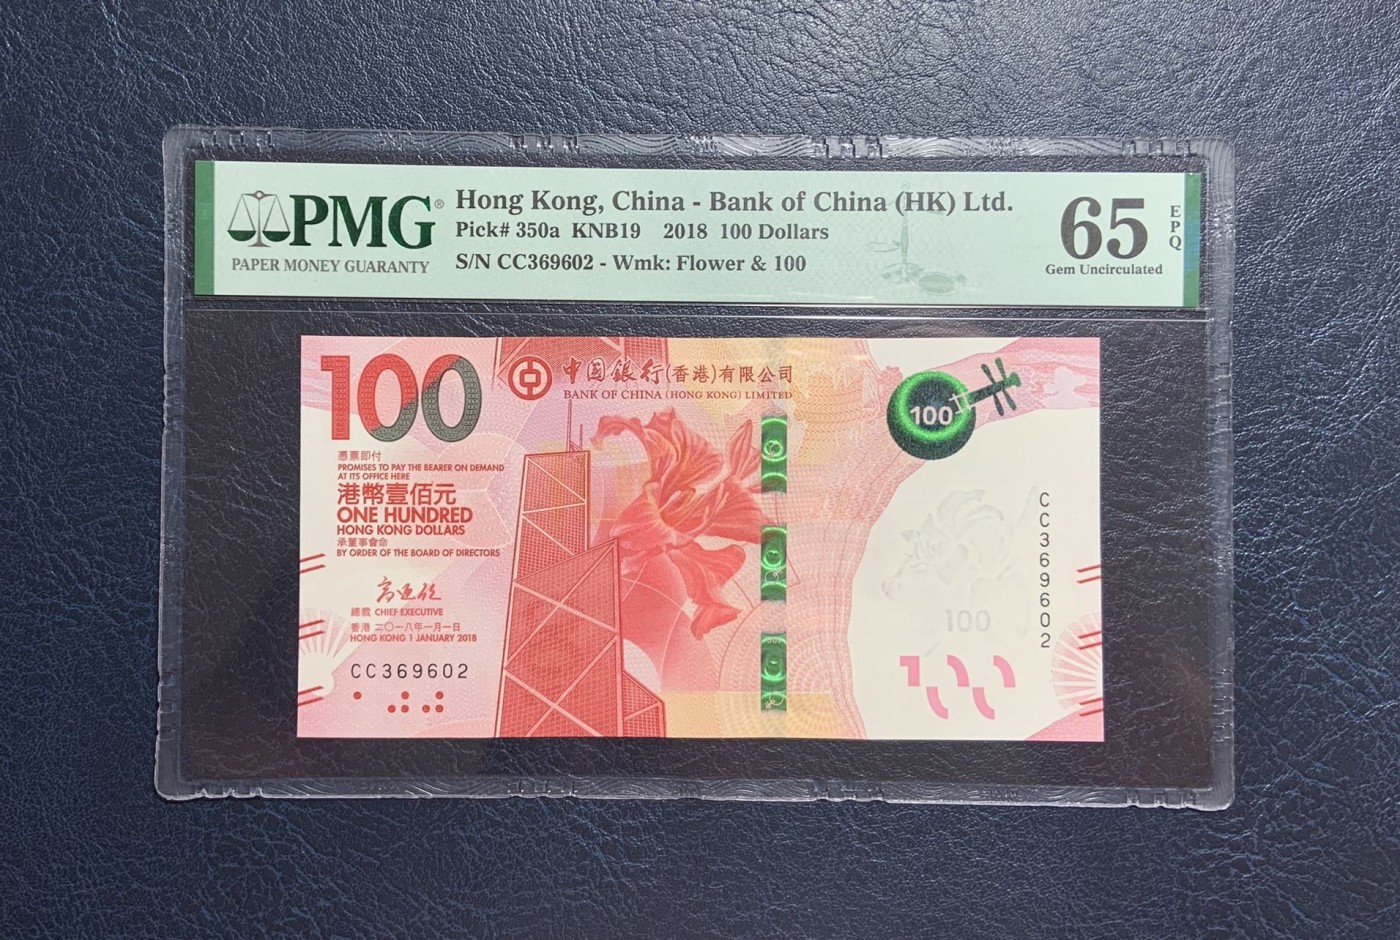 PMG®
PAPER MONEY GUARANTY
Hong Kong, China - Bank of China (HK) Ltd.
Pick# 350a KNB19 2018 100 Dollars
S/N CC369602 - Wmk: Flower & 100
65
EPQ
Gem Uncirculated
100
中國銀行(香港)有限公司
BANK OF CHINA (HONG KONG) LIMITED
憑票即付
PROMISES TO PAY THE BEARER ON DEMAND
AT ITS OFFICE HERE
港幣壹佰元
ONE HUNDRED
HONG KONG DOLLARS
承董事會命
BY ORDER OF THE BOARD OF DIRECTORS
總裁 CHIEF EXECUTIVE
香港 二〇一八年一月一日
HONG KONG 1 JANUARY 2018
CC369602
100
CC369602
100
100